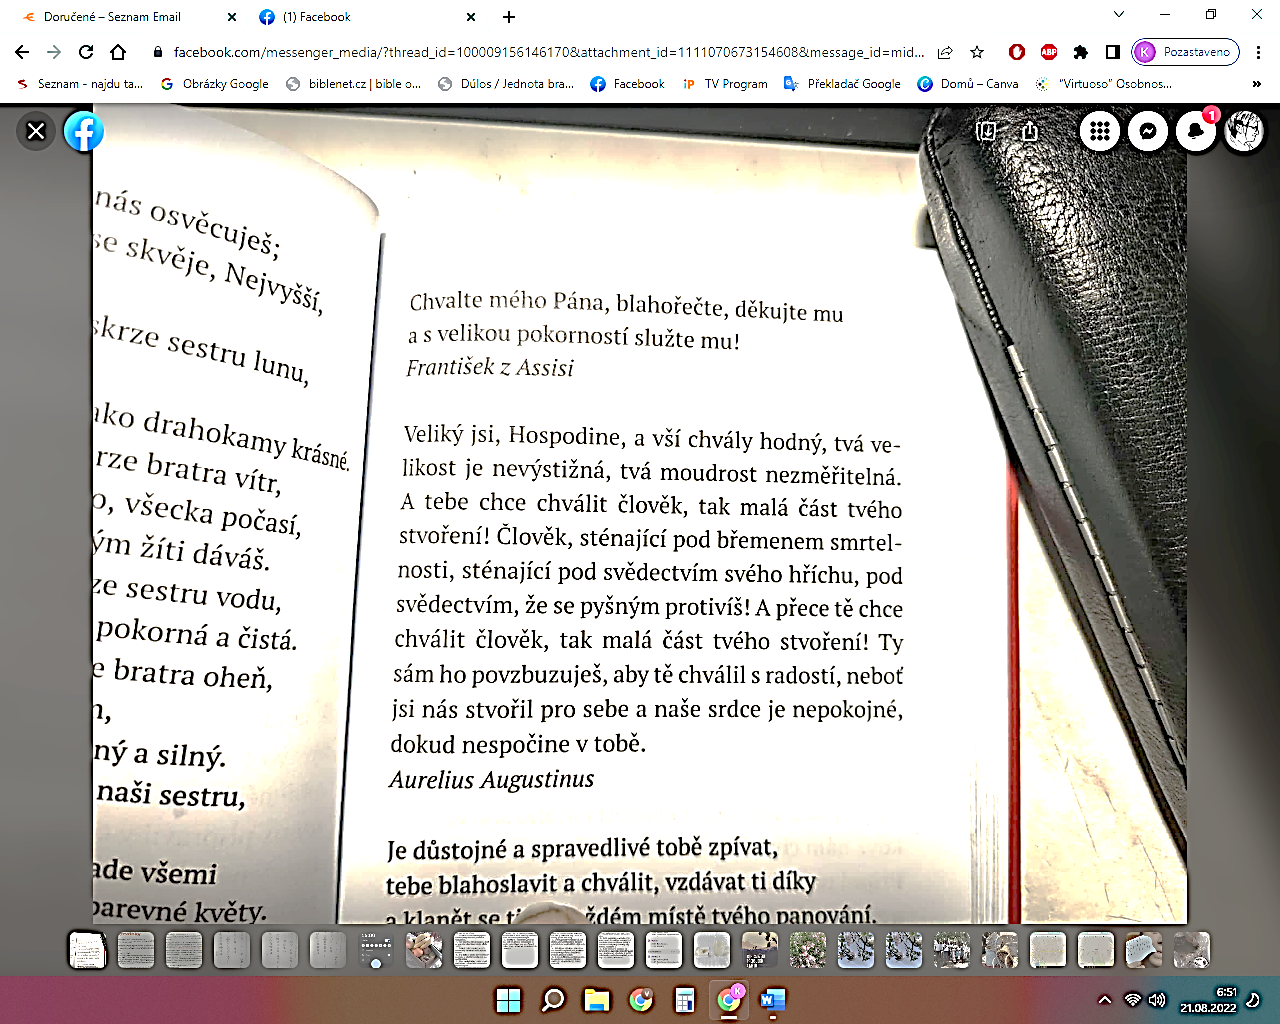 Doručené – Seznam Email
(1) Facebook
facebook.com/messenger_media/?thread_id=100009156146170&attachment_id=1111070673154608&message_id=mid...
Pozastaveno
Seznam - najdu ta...
Obrázky Google
biblenet.cz | bible o...
Důlos / Jednota bra...
Facebook
TV Program
Překladač Google
Domů – Canva
"Virtuoso" Osobnos...
nás osvěcuješ;
se skvěje, Nejvyšší,
skrze sestru lunu,
ako drahokamy krásné.
rze bratra vítr,
o, všecka počasí,
ým žíti dáváš.
ze sestru vodu,
pokorná a čistá.
e bratra oheň,
n,
ný a silný.
naši sestru,
ade všemi
barevné květy.
Chvalte mého Pána, blahořečte, děkujte mu
a s velikou pokorností služte mu!
František z Assisi
Veliký jsi, Hospodine, a vší chvály hodný, tvá ve-
likost je nevýstižná, tvá moudrost nezměřitelná.
A tebe chce chválit člověk, tak malá část tvého
stvoření! Člověk, sténající pod břemenem smrtel-
nosti, sténající pod svědectvím svého hříchu, pod
svědectvím, že se pyšným protivíš! A přece tě chce
chválit člověk, tak malá část tvého stvoření! Ty
sám ho povzbuzuješ, aby tě chválil s radostí, neboť
jsi nás stvořil pro sebe a naše srdce je nepokojné,
dokud nespočine v tobě.
Aurelius Augustinus
Je důstojné a spravedlivé tobě zpívat,
tebe blahoslavit a chválit, vzdávat ti díky
a klanět se místě tvého panování.
6:51
21.08.2022